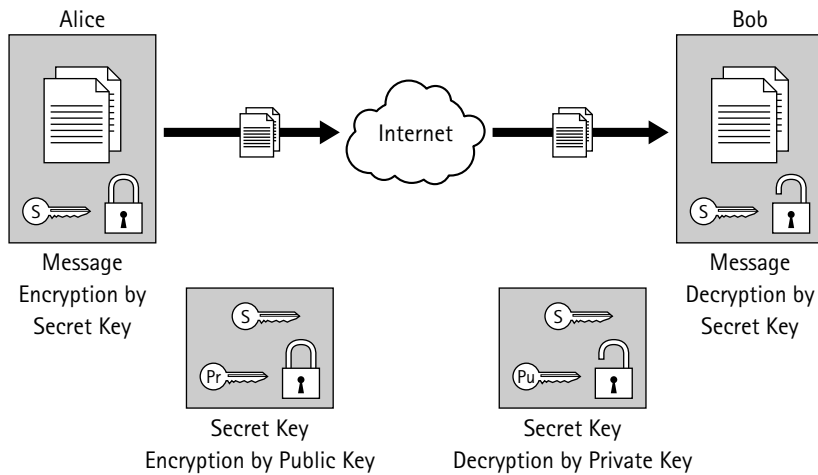 Alice
Bob
Internet
S
S
Message
Encryption by
Secret Key
Message
Decryption by
Secret Key
S
Pr
S
Pu
Secret Key
Encryption by Public Key
Secret Key
Decryption by Private Key